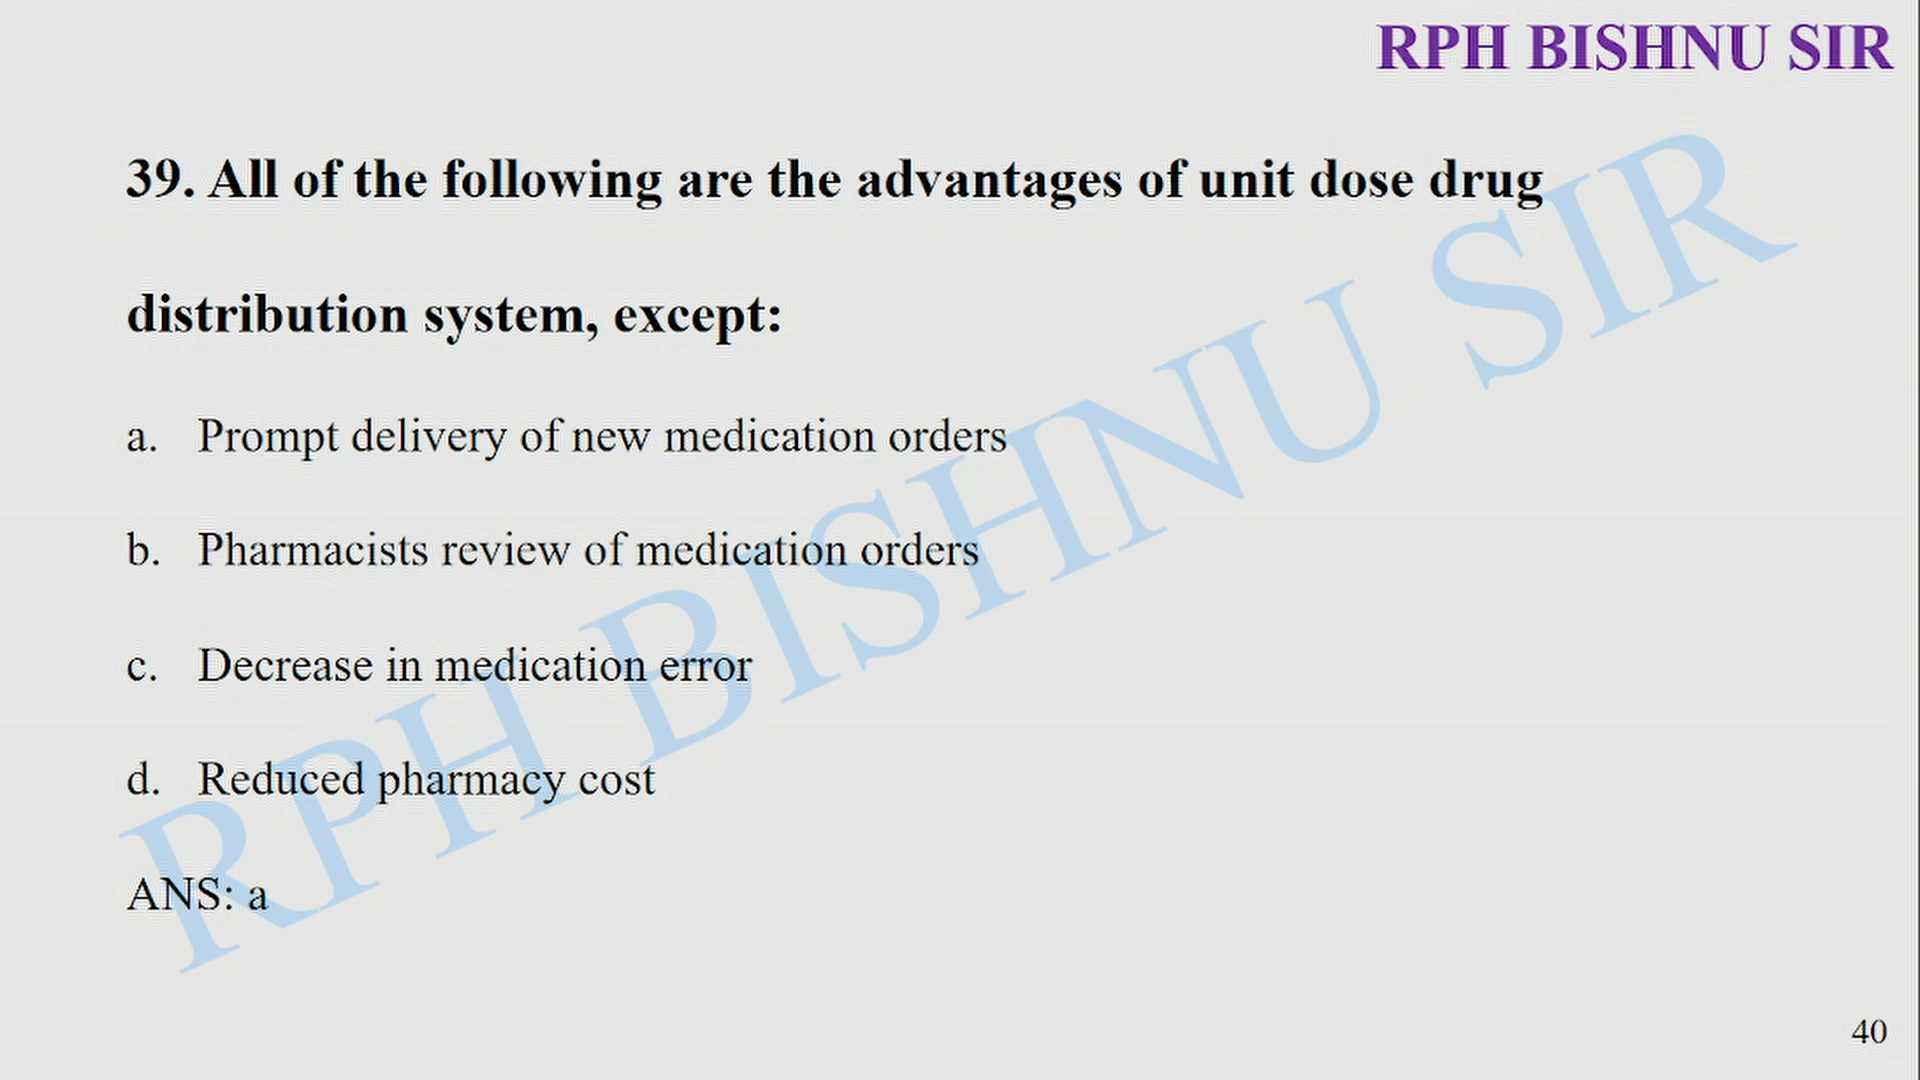 RPH BISHNU SIR
39. All of the following are the advantages of unit dose drug
distribution system, except:
a. Prompt delivery of new medication orders
b. Pharmacists review of medication orders
c. Decrease in medication error
d. Reduced pharmacy cost
ANS: a
RPH BISHNU SIR
40